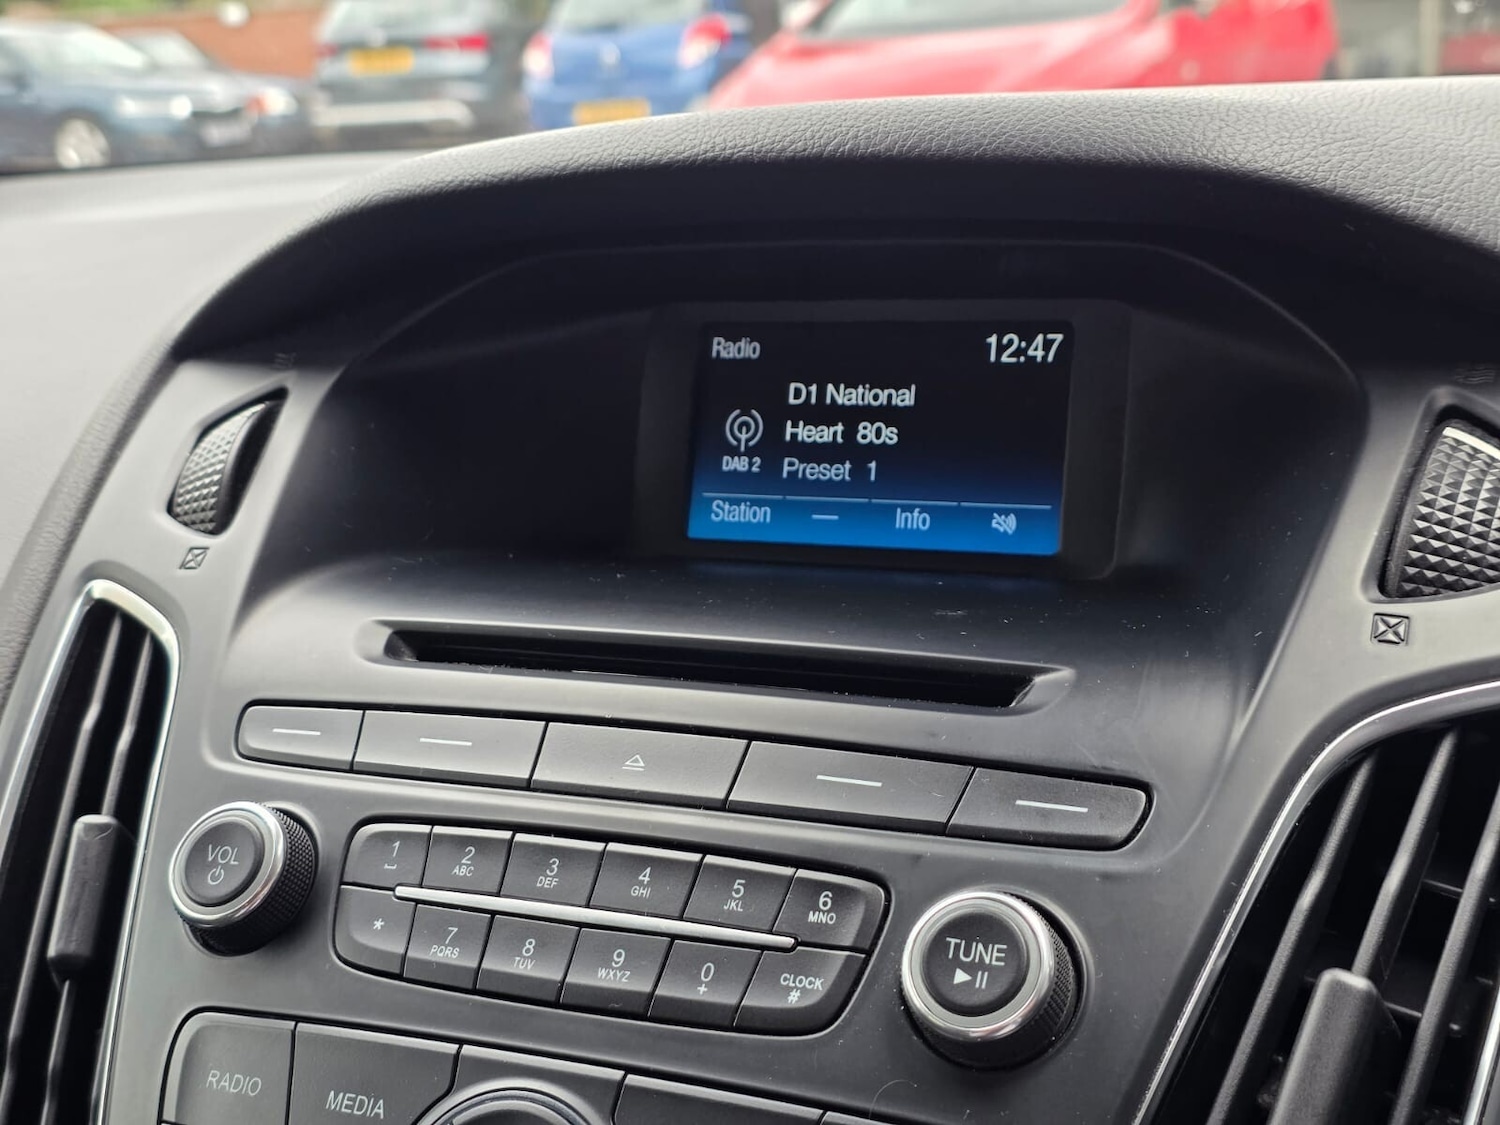 Radio 12:47
D1 National
Heart 80s
DAB 2 Preset 1
Station — Info
1 2 ABC 3 DEF 4 GHI 5 JKL 6 MNO
* 7 PQRS 8 TUV 9 WXYZ 0 + CLOCK #
VOL
TUNE
RADIO MEDIA